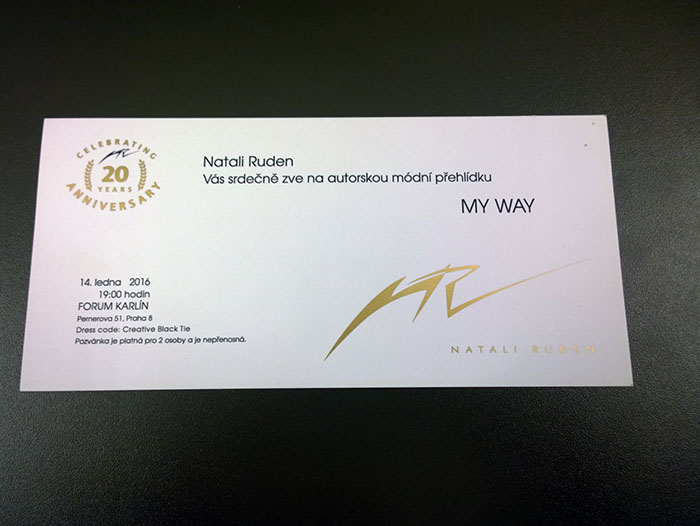 CELEBRATING
20
YEARS
ANNIVERSARY
Natali Ruden
Vás srdečně zve na autorskou módní přehlídku
MY WAY
14. ledna 2016
19:00 hodin
FORUM KARLÍN
Pernerova 51, Praha 8
Dress code: Creative Black Tie
Pozvánka je platná pro 2 osoby a je nepřenosná.
NATALI RUDEN